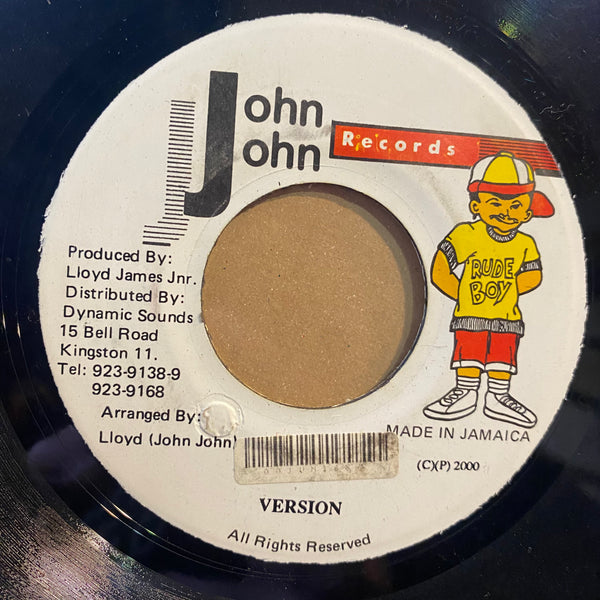 John
John
Records
RUDE
BOY
Produced By:
Lloyd James Jnr.
Distributed By:
Dynamic Sounds
15 Bell Road
Kingston 11.
Tel: 923-9138-9
923-9168
Arranged By:
Lloyd (John John)
MADE IN JAMAICA
(C)(P) 2000
VERSION
All Rights Reserved